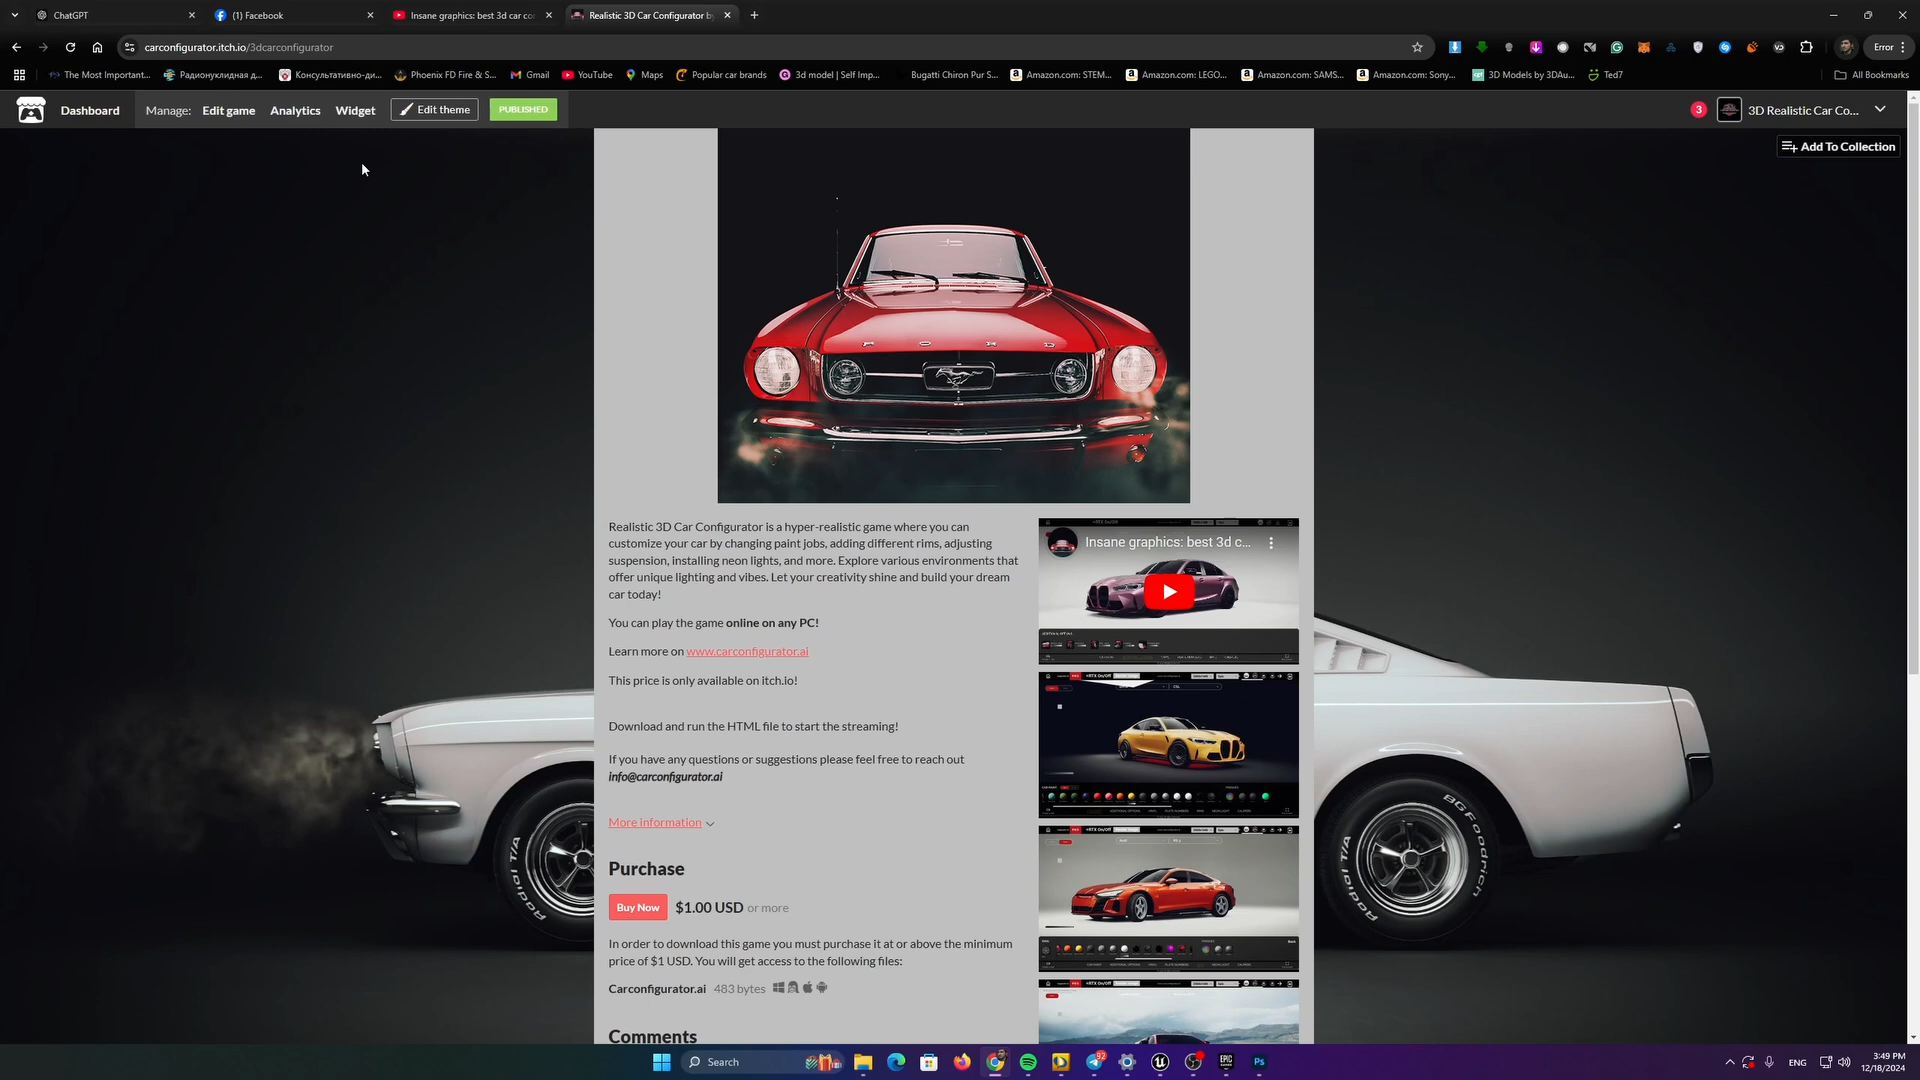 ChatGPT
(1) Facebook
Insane graphics: best 3d car co
Realistic 3D Car Configurator by
carconfigurator.itch.io/3dcarconfigurator
Error
The Most Important...
Радионуклидная д...
Консультативно-ди...
Phoenix FD Fire & S...
Gmail
YouTube
Maps
Popular car brands
3d model | Self Imp...
Bugatti Chiron Pur S...
Amazon.com: STEM...
Amazon.com: LEGO...
Amazon.com: SAMS...
Amazon.com: Sony...
3D Models by 3DAu...
Ted7
All Bookmarks
Dashboard
Manage:
Edit game
Analytics
Widget
Edit theme
PUBLISHED
3
3D Realistic Car Co...
Add To Collection
FORD
Realistic 3D Car Configurator is a hyper-realistic game where you can
customize your car by changing paint jobs, adding different rims, adjusting
suspension, installing neon lights, and more. Explore various environments that
offer unique lighting and vibes. Let your creativity shine and build your dream
car today!
You can play the game online on any PC!
Learn more on www.carconfigurator.ai
This price is only available on itch.io!
Download and run the HTML file to start the streaming!
If you have any questions or suggestions please feel free to reach out
info@carconfigurator.ai
More information
Purchase
Buy Now $1.00 USD or more
In order to download this game you must purchase it at or above the minimum
price of $1 USD. You will get access to the following files:
Carconfigurator.ai 483 bytes
Comments
Insane graphics: best 3d c...
RTX On/Off
Radial T/A
Radial T/A
BFGoodrich
Search
92
Ps
ENG
3:49 PM
12/18/2024